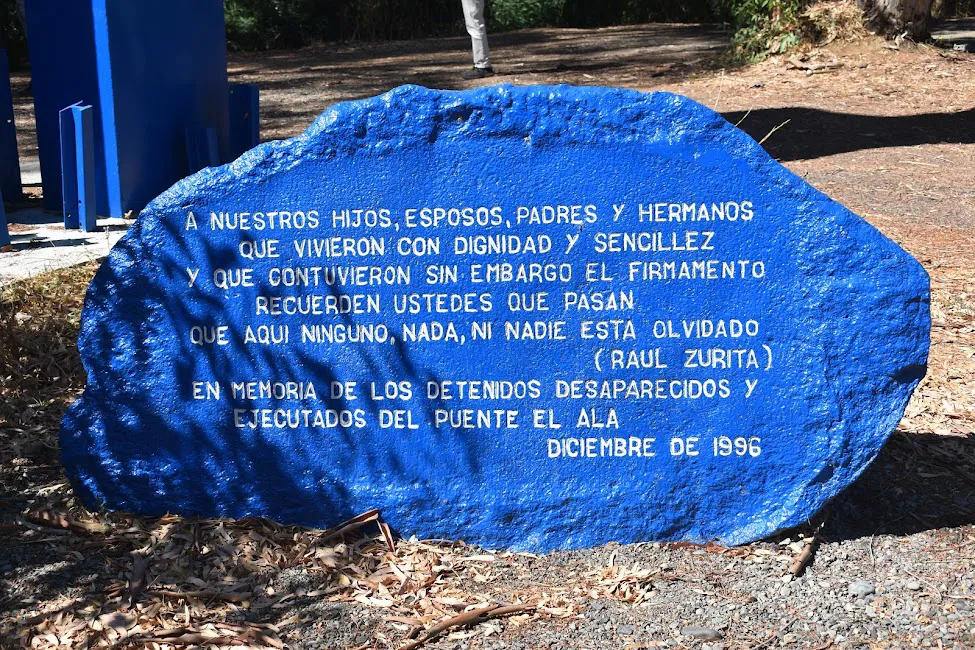 A NUESTROS HIJOS, ESPOSOS, PADRES Y HERMANOS
QUE VIVIERON CON DIGNIDAD Y SENCILLEZ
Y QUE CONTUVIERON SIN EMBARGO EL FIRMAMENTO
RECUERDEN USTEDES QUE PASAN
QUE AQUI NINGUNO, NADA, NI NADIE ESTA OLVIDADO
(RAUL ZURITA)
EN MEMORIA DE LOS DETENIDOS DESAPARECIDOS Y
EJECUTADOS DEL PUENTE EL ALA
DICIEMBRE DE 1996